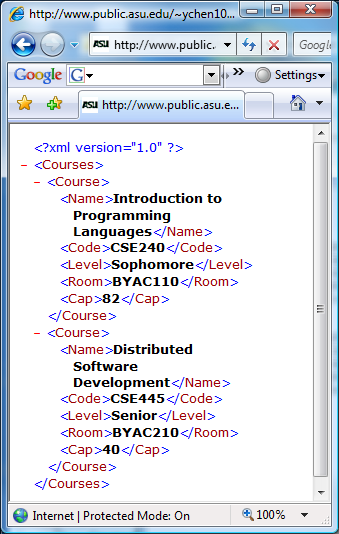 http://www.public.asu.edu/~ychen10...
ASU http://www.public.
Google
Google G Settings
ASU http://www.public.asu.e...
<?xml version="1.0" ?>
- <Courses>
- <Course>
<Name>Introduction to
Programming
Languages</Name>
<Code>CSE240</Code>
<Level>Sophomore</Level>
<Room>BYAC110</Room>
<Cap>82</Cap>
</Course>
- <Course>
<Name>Distributed
Software
Development</Name>
<Code>CSE445</Code>
<Level>Senior</Level>
<Room>BYAC210</Room>
<Cap>40</Cap>
</Course>
</Courses>
Internet | Protected Mode: On 100%